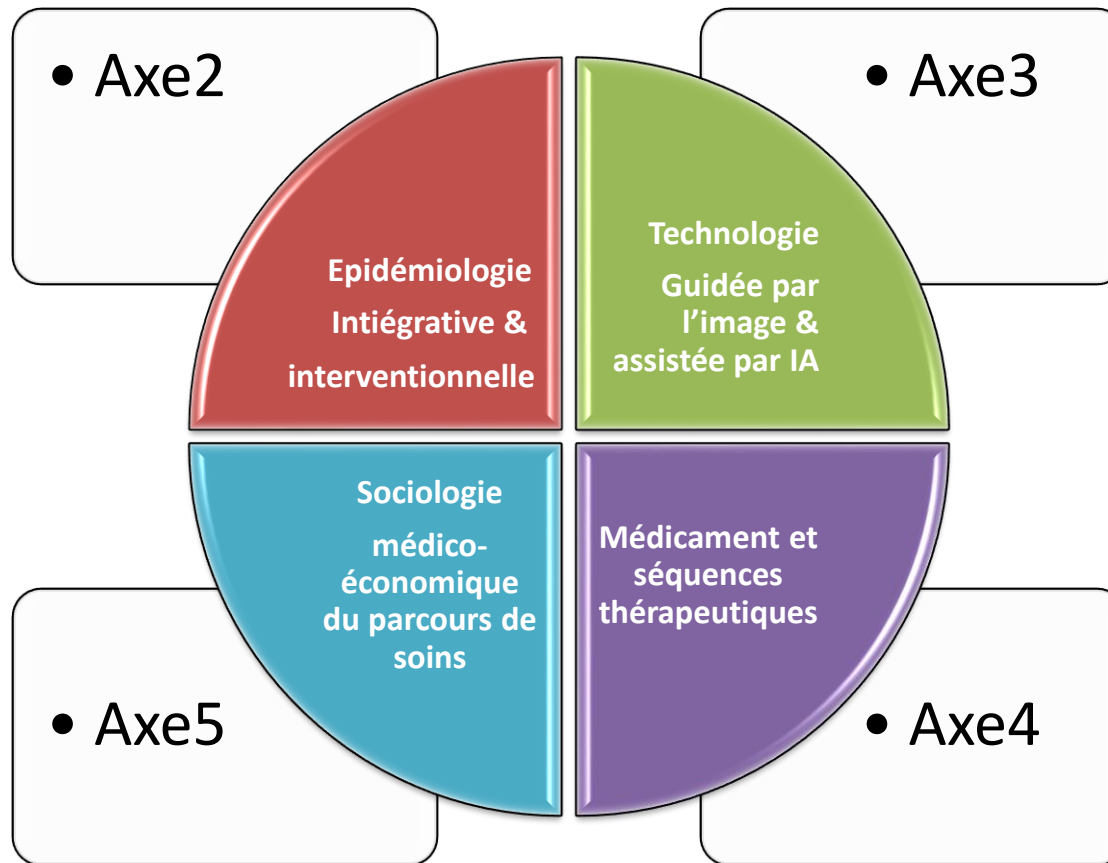 • Axe2
• Axe3
Epidémiologie
Intiégrative &
interventionnelle
Technologie
Guidée par
l’image &
assistée par IA
Sociologie
médico-
économique
du parcours de
soins
Médicament et
séquences
thérapeutiques
• Axe5
• Axe4